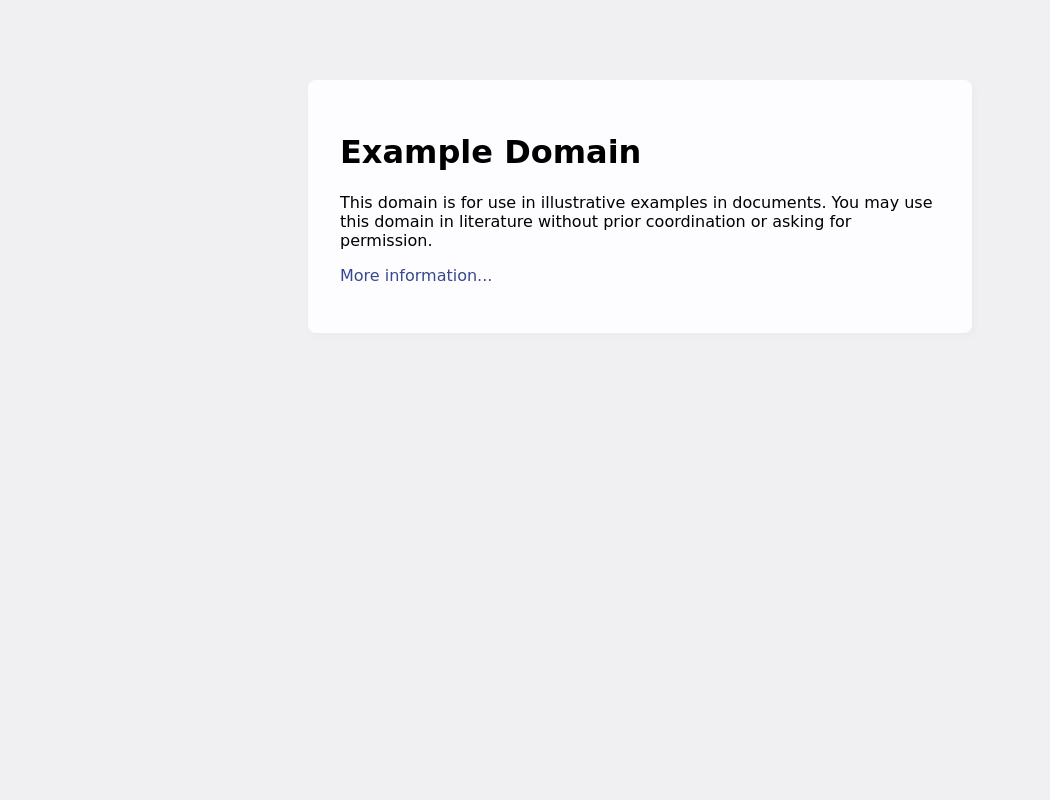 Example Domain
This domain is for use in illustrative examples in documents. You may use
this domain in literature without prior coordination or asking for
permission.
More information...